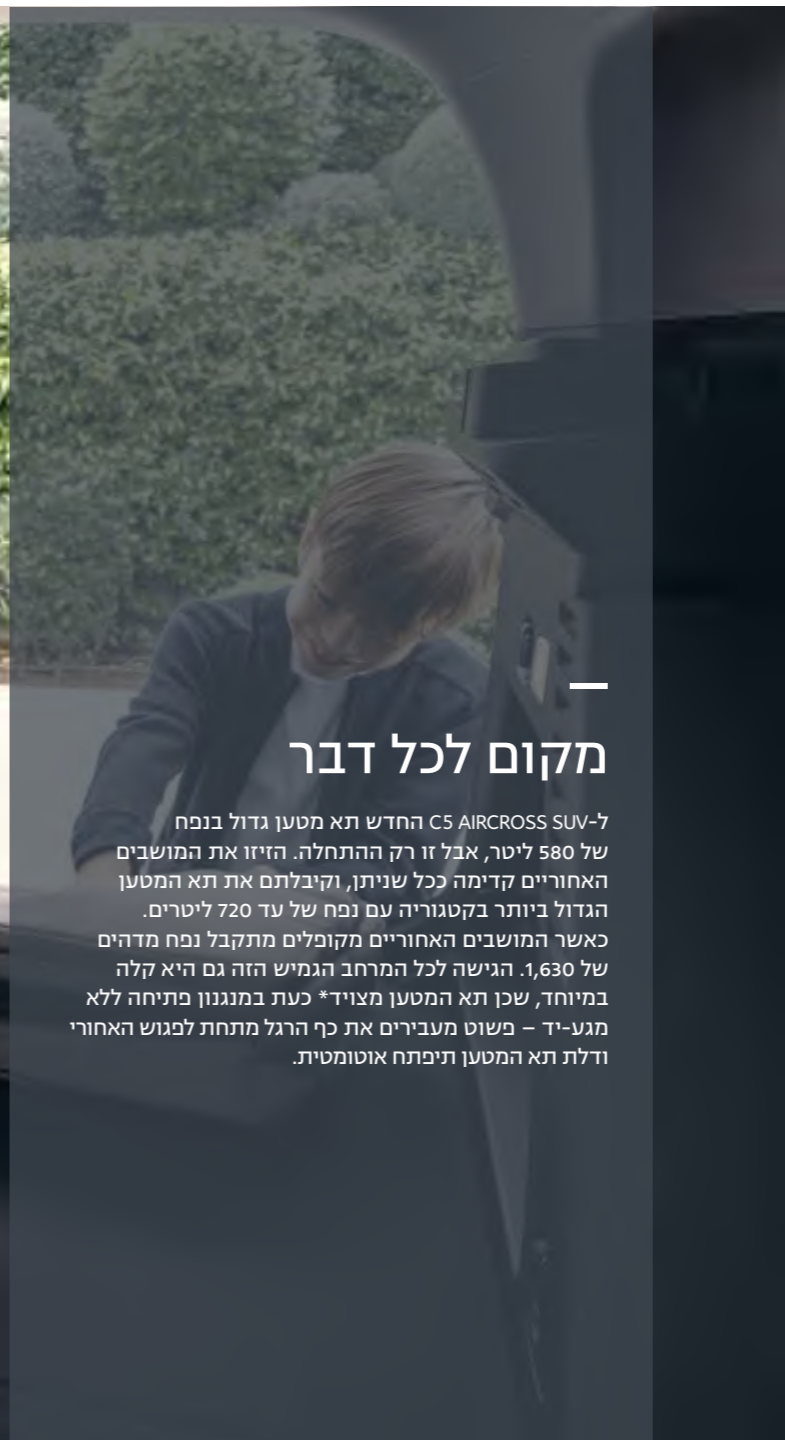 מקום לכל דבר
ל-C5 AIRCROSS SUV החדש תא מטען גדול בנפח
של 580 ליטר, אבל זו רק ההתחלה. הזיזו את המושבים
האחוריים קדימה ככל שניתן, וקיבלתם את תא המטען
הגדול ביותר בקטגוריה עם נפח של עד 720 ליטרים.
כאשר המושבים האחוריים מקופלים מתקבל נפח מדהים
של 1,630. הגישה לכל המרחב הגמיש הזה גם היא קלה
במיוחד, שכן תא המטען מצויד* כעת במנגנון פתיחה ללא
מגע-יד – פשוט מעבירים את כף הרגל מתחת לפגוש האחורי
ודלת תא המטען תיפתח אוטומטית.